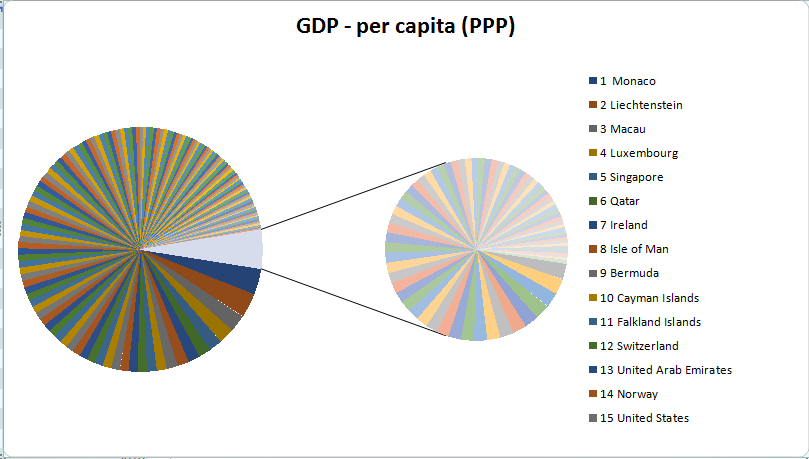 GDP - per capita (PPP)
1 Monaco
2 Liechtenstein
3 Macau
4 Luxembourg
5 Singapore
6 Qatar
7 Ireland
8 Isle of Man
9 Bermuda
10 Cayman Islands
11 Falkland Islands
12 Switzerland
13 United Arab Emirates
14 Norway
15 United States